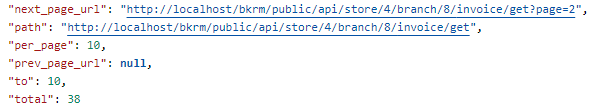 "next_page_url": "http://localhost/bkrm/public/api/store/4/branch/8/invoice/get?page=2",
"path": "http://localhost/bkrm/public/api/store/4/branch/8/invoice/get",
"per_page": 10,
"prev_page_url": null,
"to": 10,
"total": 38